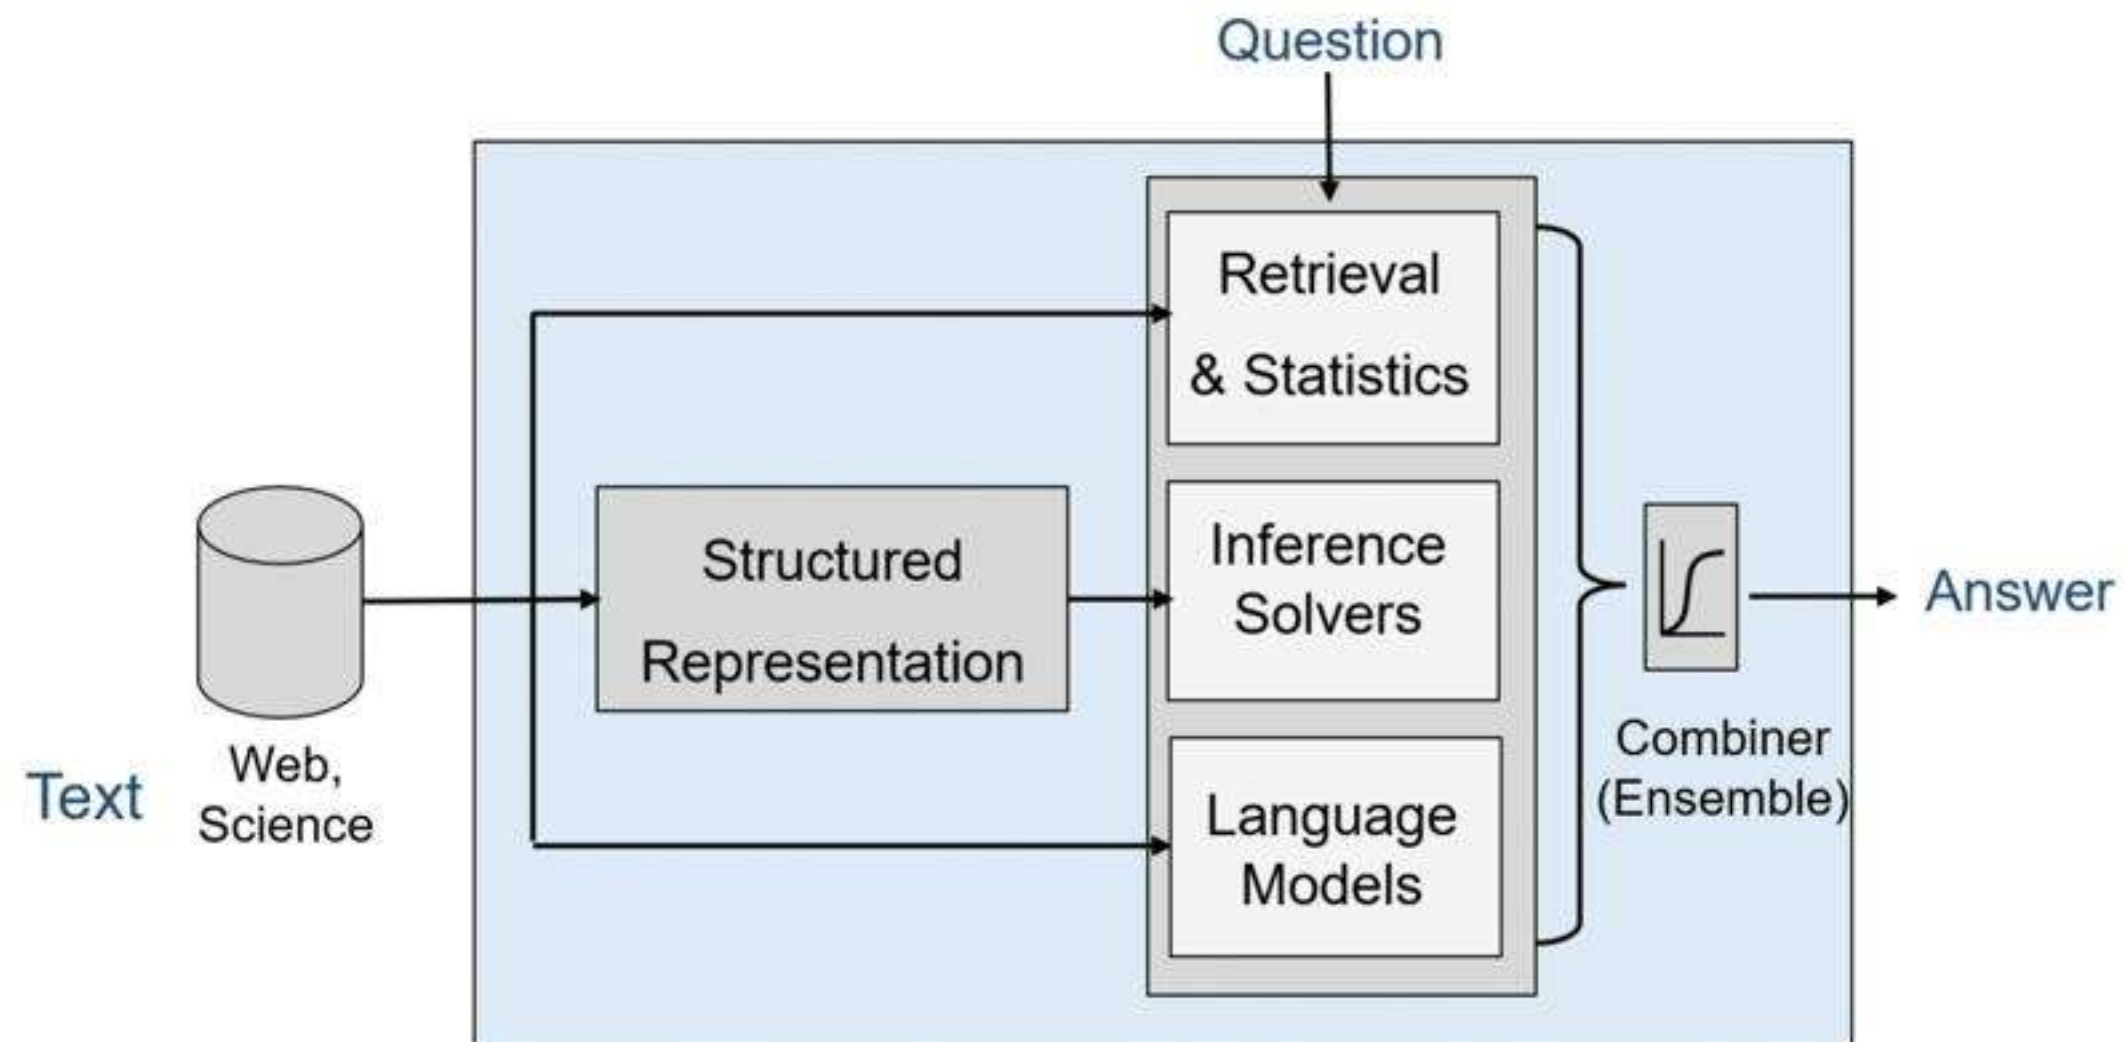 Question
Retrieval
& Statistics
Structured
Representation
Inference
Solvers
Answer
Web,
Science
Text
Combiner
(Ensemble)
Language
Models